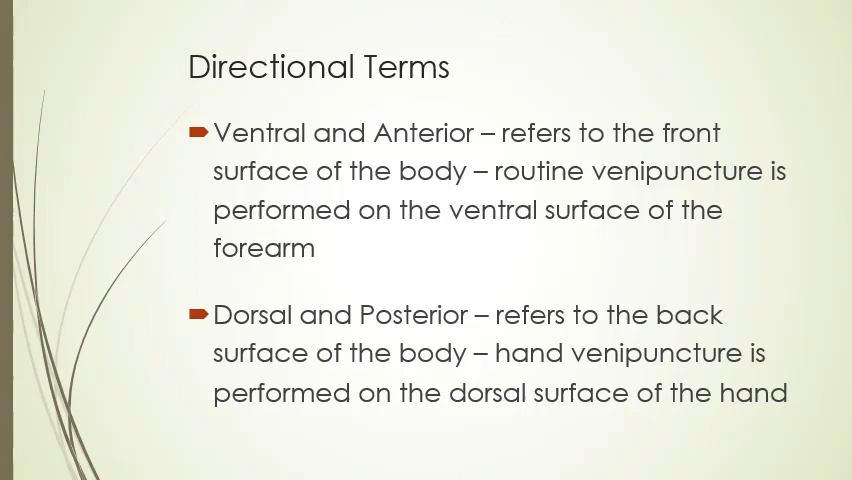 Directional Terms
Ventral and Anterior – refers to the front
surface of the body – routine venipuncture is
performed on the ventral surface of the
forearm
Dorsal and Posterior – refers to the back
surface of the body – hand venipuncture is
performed on the dorsal surface of the hand